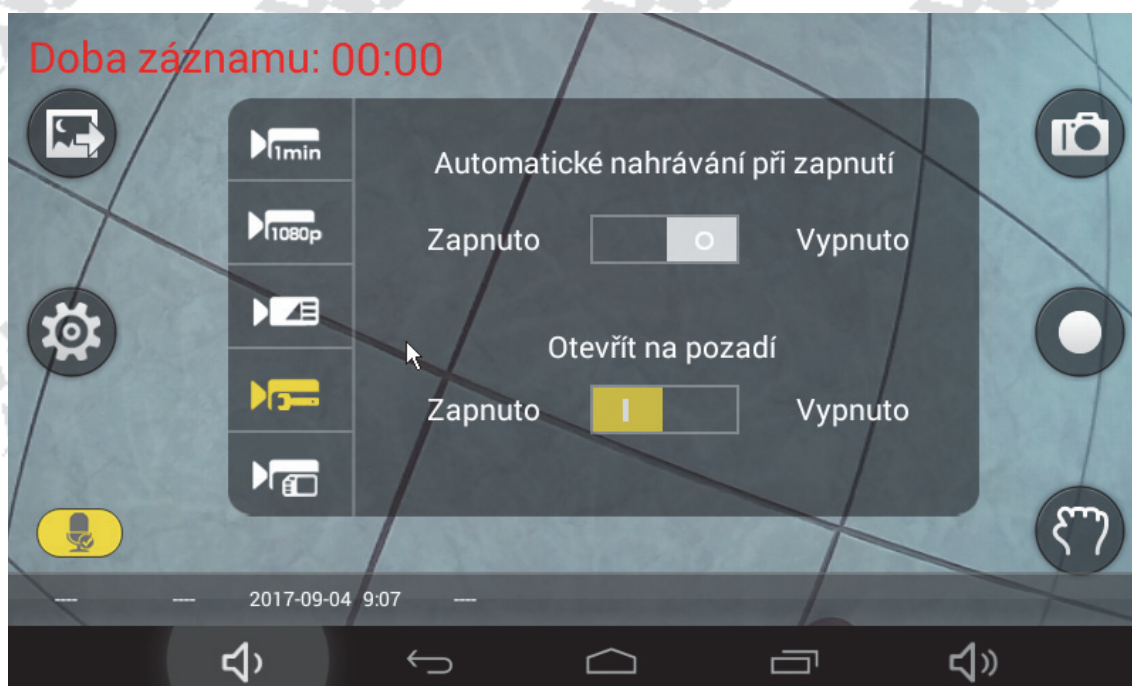 Doba záznamu: 00:00
1min
Automatické nahrávání při zapnutí
1080p
Zapnuto
Vypnuto
Otevřít na pozadí
Zapnuto
Vypnuto
---- ---- 2017-09-04 9:07 ----